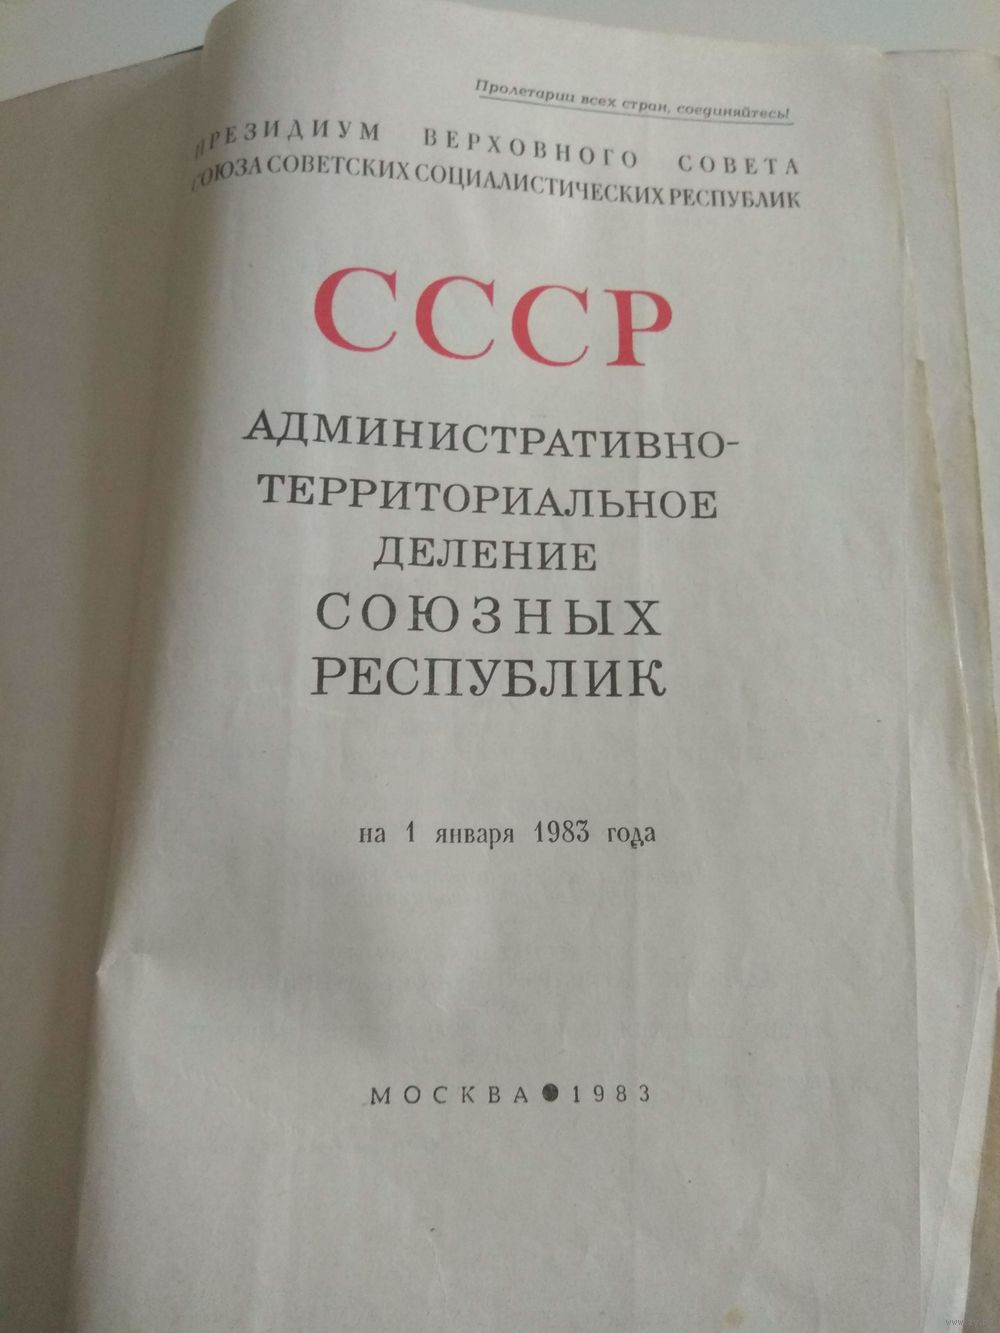 Пролетарии всех стран, соединяйтесь!
ПРЕЗИДИУМ ВЕРХОВНОГО СОВЕТА
СОЮЗА СОВЕТСКИХ СОЦИАЛИСТИЧЕСКИХ РЕСПУБЛИК
СССР
АДМИНИСТРАТИВНО-
ТЕРРИТОРИАЛЬНОЕ
ДЕЛЕНИЕ
СОЮЗНЫХ
РЕСПУБЛИК
на 1 января 1983 года
МОСКВА ● 1983